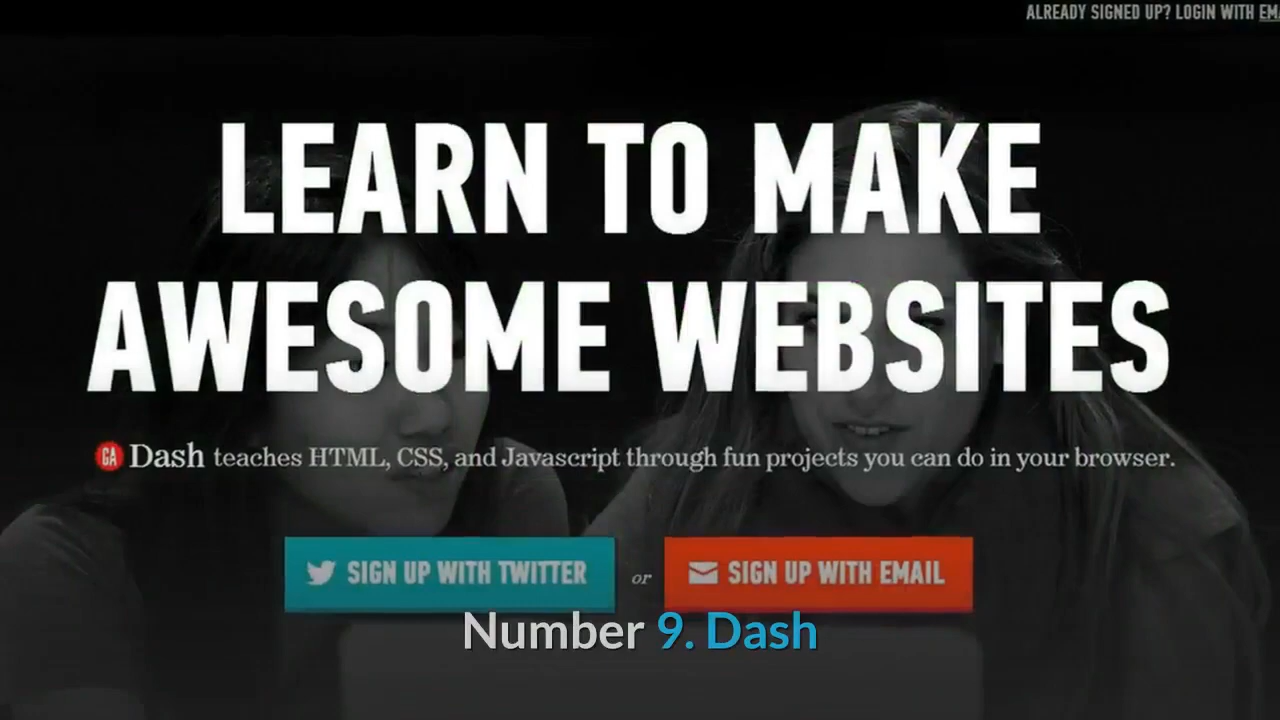 ALREADY SIGNED UP? LOGIN WITH
LEARN TO MAKE
AWESOME WEBSITES
GA Dash teaches HTML, CSS, and Javascript through fun projects you can do in your browser.
SIGN UP WITH TWITTER or SIGN UP WITH EMAIL
Number 9. Dash